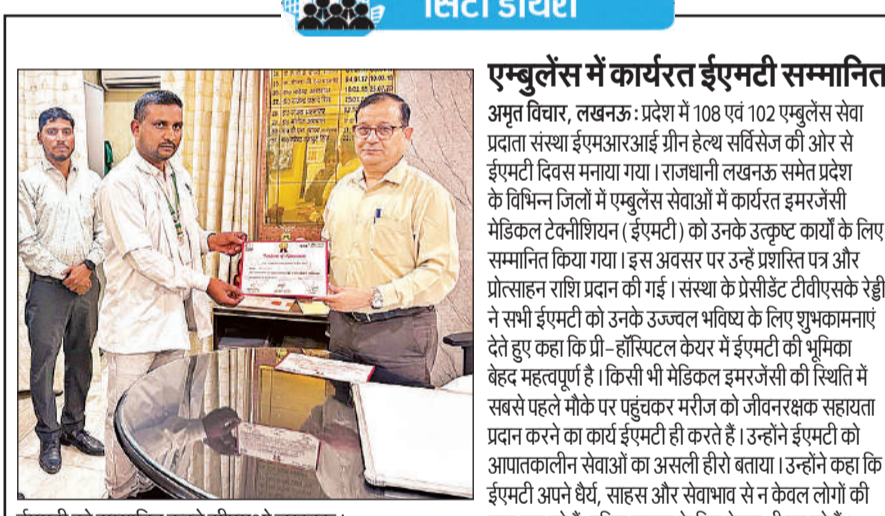 सिटी डायरी
एम्बुलेंस में कार्यरत ईएमटी सम्मानित
अमृत विचार, लखनऊ : प्रदेश में 108 एवं 102 एम्बुलेंस सेवा
प्रदाता संस्था ईएमआरआई ग्रीन हेल्थ सर्विसेज की ओर से
ईएमटी दिवस मनाया गया। राजधानी लखनऊ समेत प्रदेश
के विभिन्न जिलों में एम्बुलेंस सेवाओं में कार्यरत इमरजेंसी
मेडिकल टेक्नीशियन ( ईएमटी ) को उनके उत्कृष्ट कार्यों के लिए
सम्मानित किया गया। इस अवसर पर उन्हें प्रशस्ति पत्र और
प्रोत्साहन राशि प्रदान की गई। संस्था के प्रेसीडेंट टीवीएसके रेड्डी
ने सभी ईएमटी को उनके उज्ज्वल भविष्य के लिए शुभकामनाएं
देते हुए कहा कि प्री-हॉस्पिटल केयर में ईएमटी की भूमिका
बेहद महत्वपूर्ण है। किसी भी मेडिकल इमरजेंसी की स्थिति में
सबसे पहले मौके पर पहुंचकर मरीज को जीवनरक्षक सहायता
प्रदान करने का कार्य ईएमटी ही करते हैं। उन्होंने ईएमटी को
आपातकालीन सेवाओं का असली हीरो बताया। उन्होंने कहा कि
ईएमटी अपने धैर्य, साहस और सेवाभाव से न केवल लोगों की